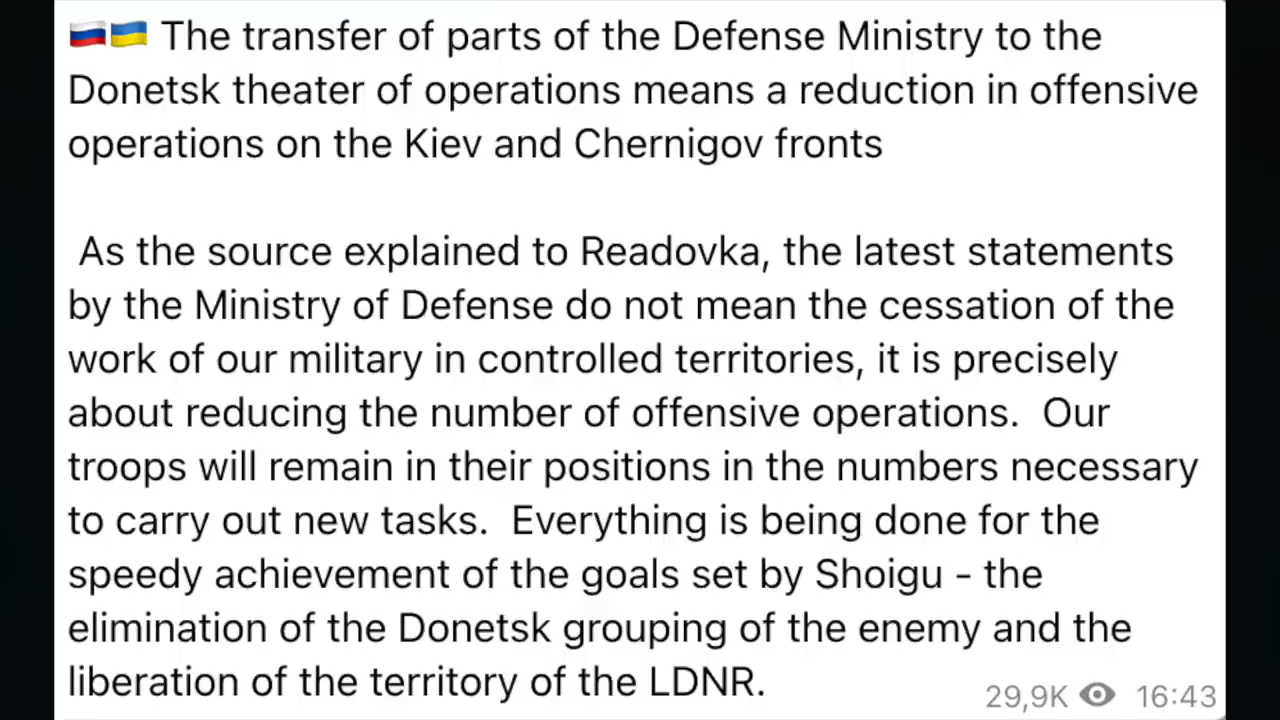 🇷🇺🇺🇦 The transfer of parts of the Defense Ministry to the
Donetsk theater of operations means a reduction in offensive
operations on the Kiev and Chernigov fronts
As the source explained to Readovka, the latest statements
by the Ministry of Defense do not mean the cessation of the
work of our military in controlled territories, it is precisely
about reducing the number of offensive operations.  Our
troops will remain in their positions in the numbers necessary
to carry out new tasks.  Everything is being done for the
speedy achievement of the goals set by Shoigu - the
elimination of the Donetsk grouping of the enemy and the
liberation of the territory of the LDNR.
29,9K 16:43